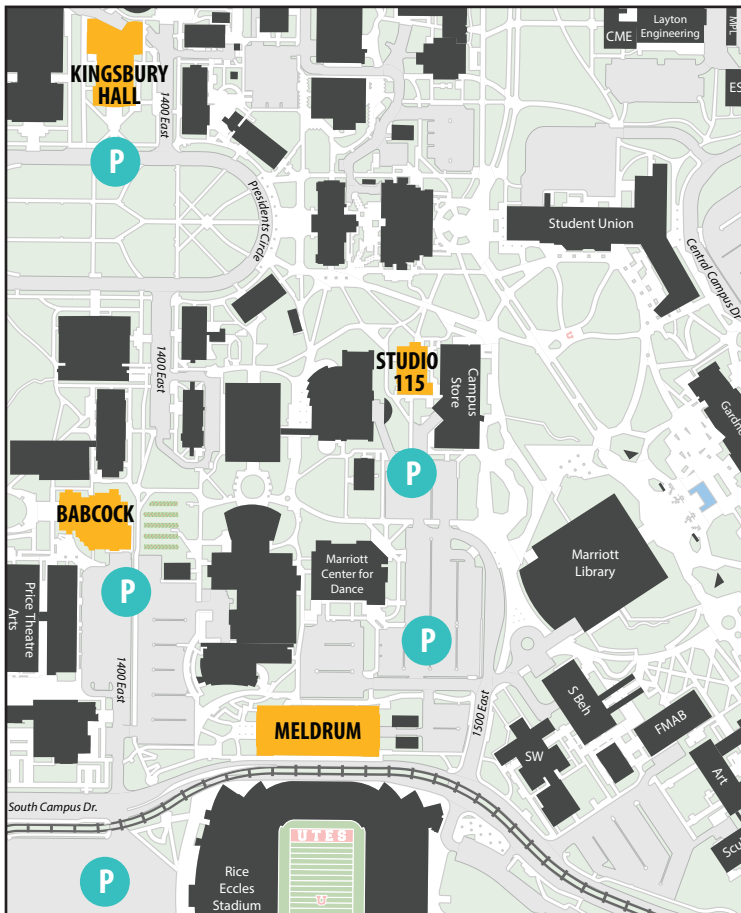 CME
Layton
Engineering
MPL
ES
KINGSBURY
HALL
1400 East
P
Presidents Circle
Student Union
Central Campus Dr.
STUDIO
115
Campus
Store
1400 East
Gardne
P
BABCOCK
Marriott
Center for
Dance
Marriott
Library
P
Price Theatre
Arts
P
1400 East
1500 East
S Beh
FMAB
MELDRUM
SW
Art
South Campus Dr.
Scu
UTES
U
P
Rice
Eccles
Stadium